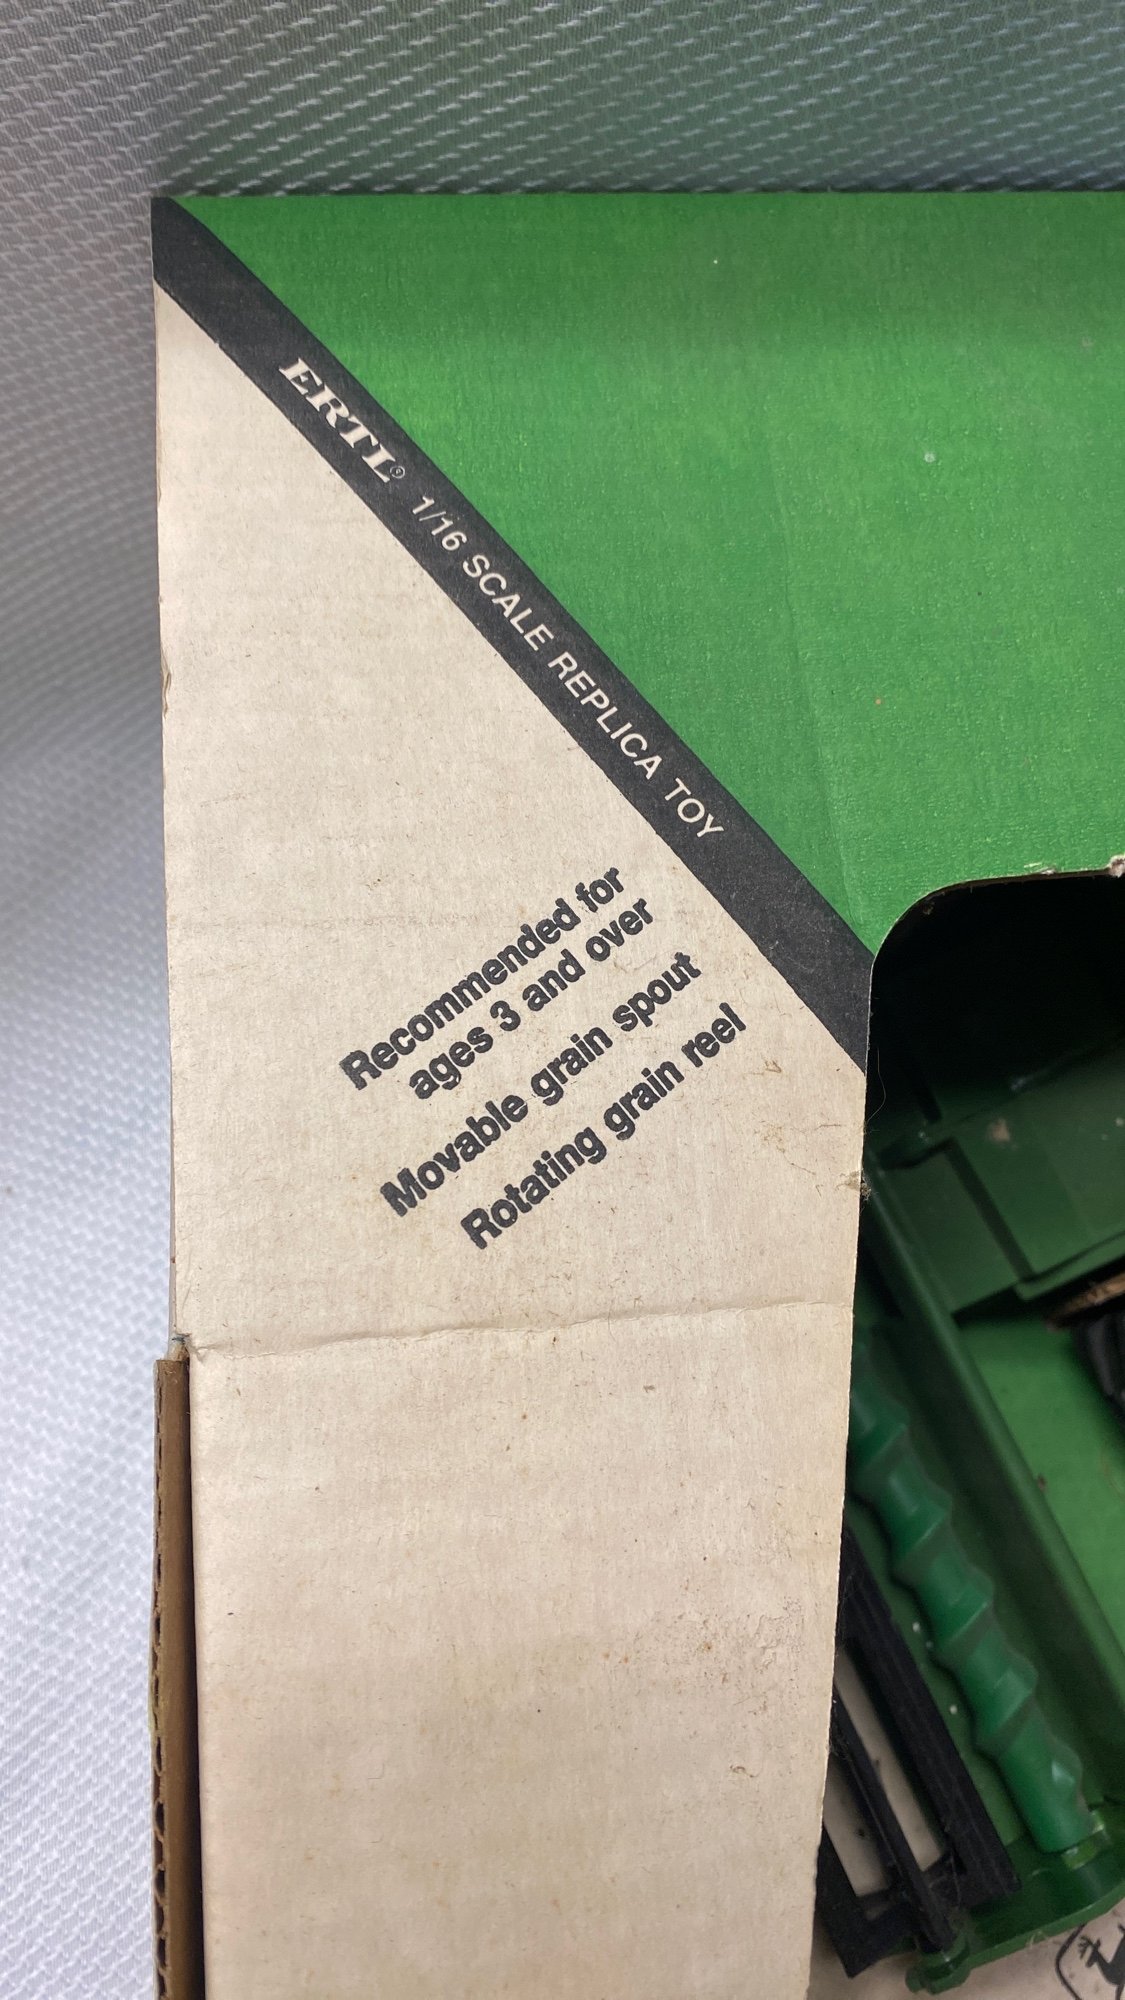 ERTL® 1/16 SCALE REPLICA TOY
Recommended for
ages 3 and over
Movable grain spout
Rotating grain reel